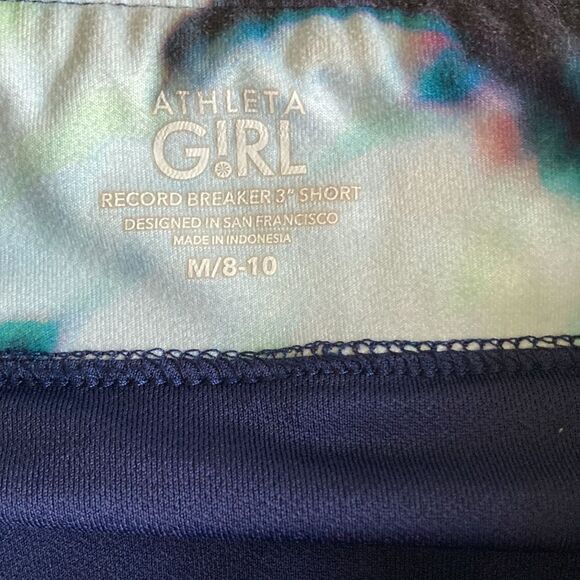 ATHLETA
G!RL
RECORD BREAKER 3" SHORT
DESIGNED IN SAN FRANCISCO
MADE IN INDONESIA
M/8-10